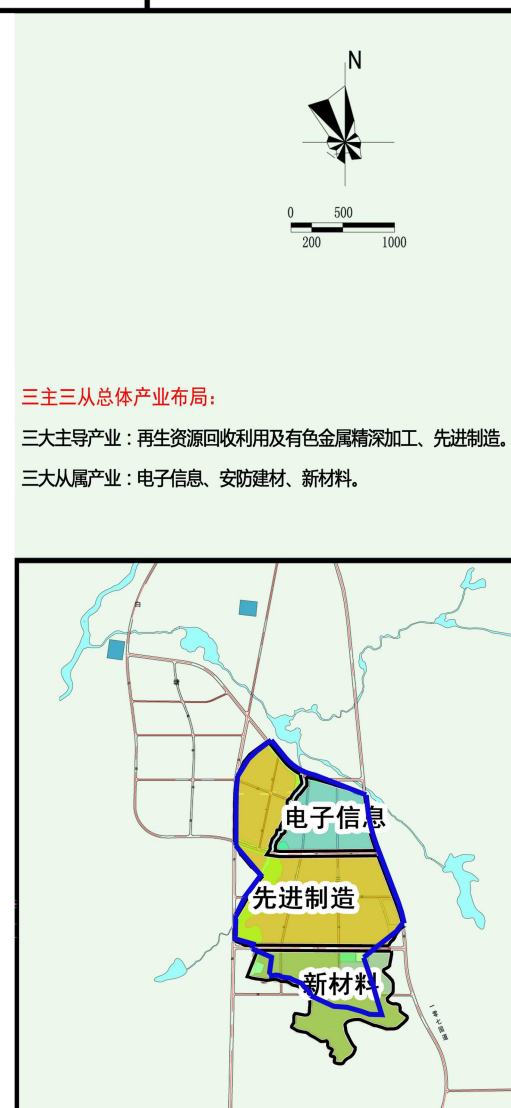 N
0 500
200 1000
三主三从总体产业布局：
三大主导产业：再生资源回收利用及有色金属精深加工、先进制造。
三大从属产业：电子信息、安防建材、新材料。
电子信息
先进制造
新材料